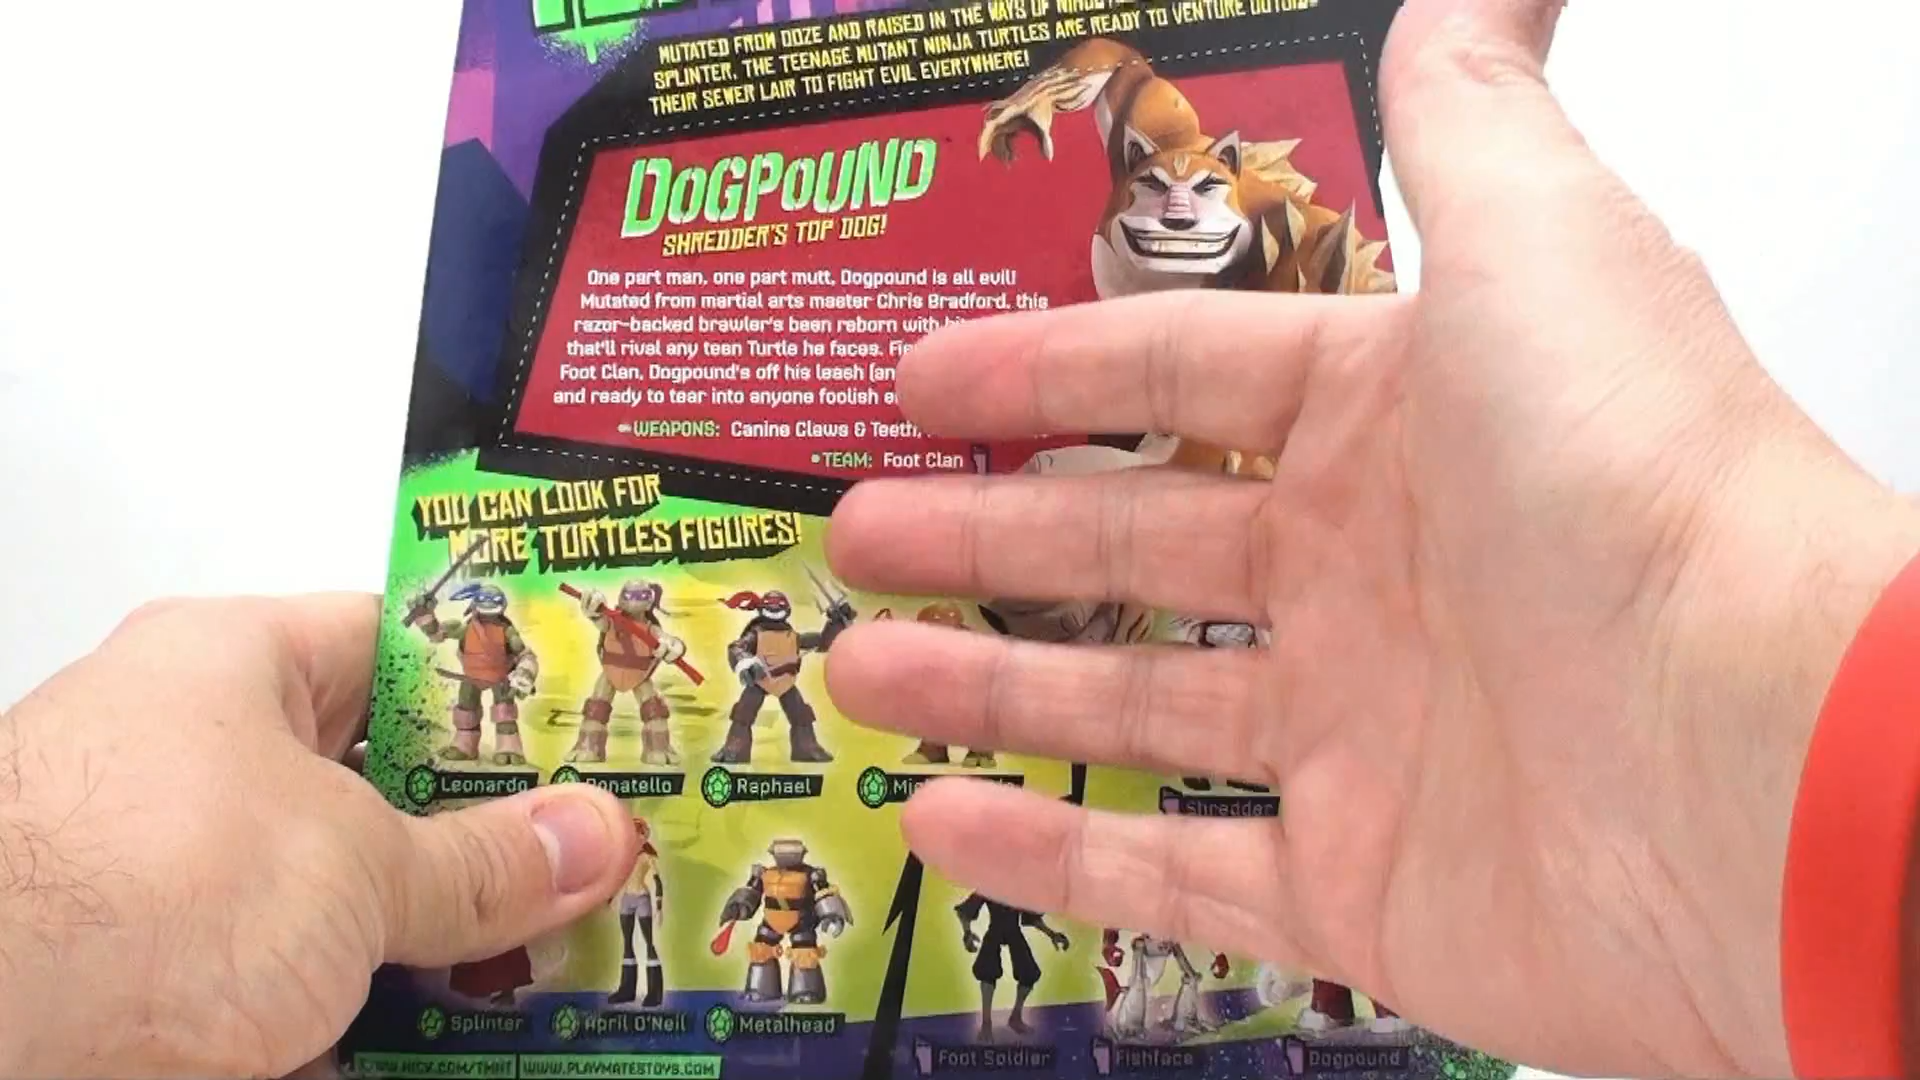 MUTATED FROM OOZE AND RAISED IN THE WAYS OF
SPLINTER, THE TEENAGE MUTANT NINJA TURTLES ARE READY TO VENTURE OUTSIDE
THEIR SEWER LAIR TO FIGHT EVIL EVERYWHERE!
DOGPOUND
SHREDDER'S TOP DOG!
One part man, one part mutt, Dogpound is all evil!
Mutated from martial arts master Chris Bradford, this
razor-backed brawler's been reborn with
that'll rival any teen Turtle he faces.
Foot Clan, Dogpound's off his leash
and ready to tear into anyone foolish
WEAPONS: Canine Claws & Teeth,
TEAM: Foot Clan
YOU CAN LOOK FOR
MORE TURTLES FIGURES!
Leonardo
Donatello
Raphael
Shredder
Splinter
April O'Neil
Metalhead
Foot Soldier
Fishface
Dogpound
WWW.NICK.COM/TMNT
WWW.PLAYMATESTOYS.COM